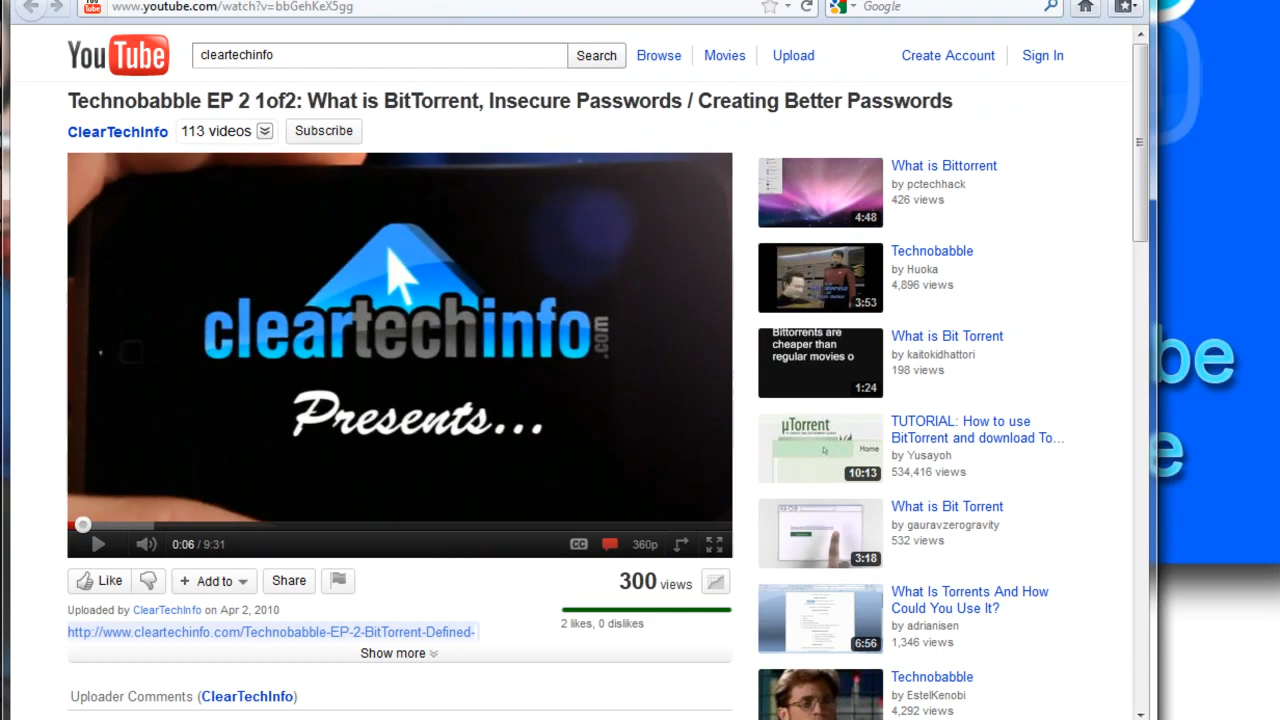 www.youtube.com/watch?v=bbGehKeX5gg
Google
YouTube
cleartechinfo
Search
Browse
Movies
Upload
Create Account
Sign In
Technobabble EP 2 1of2: What is BitTorrent, Insecure Passwords / Creating Better Passwords
ClearTechInfo
113 videos
Subscribe
cleartechinfo.com
Presents...
0:06 / 9:31
CC
360p
Like
+ Add to
Share
300 views
Uploaded by ClearTechInfo on Apr 2, 2010
2 likes, 0 dislikes
http://www.cleartechinfo.com/Technobabble-EP-2-BitTorrent-Defined-
Show more
Uploader Comments (ClearTechInfo)
4:48
What is Bittorrent
by pctechhack
426 views
3:53
Technobabble
by Huoka
4,896 views
Bittorrents are
cheaper than
regular movies o
1:24
What is Bit Torrent
by kaitokidhattori
198 views
µTorrent
Home
10:13
TUTORIAL: How to use
BitTorrent and download To...
by Yusayoh
534,416 views
3:18
What is Bit Torrent
by gauravzerogravity
532 views
6:56
What Is Torrents And How
Could You Use It?
by adrianisen
1,346 views
Technobabble
by EstelKenobi
4,292 views
be
e